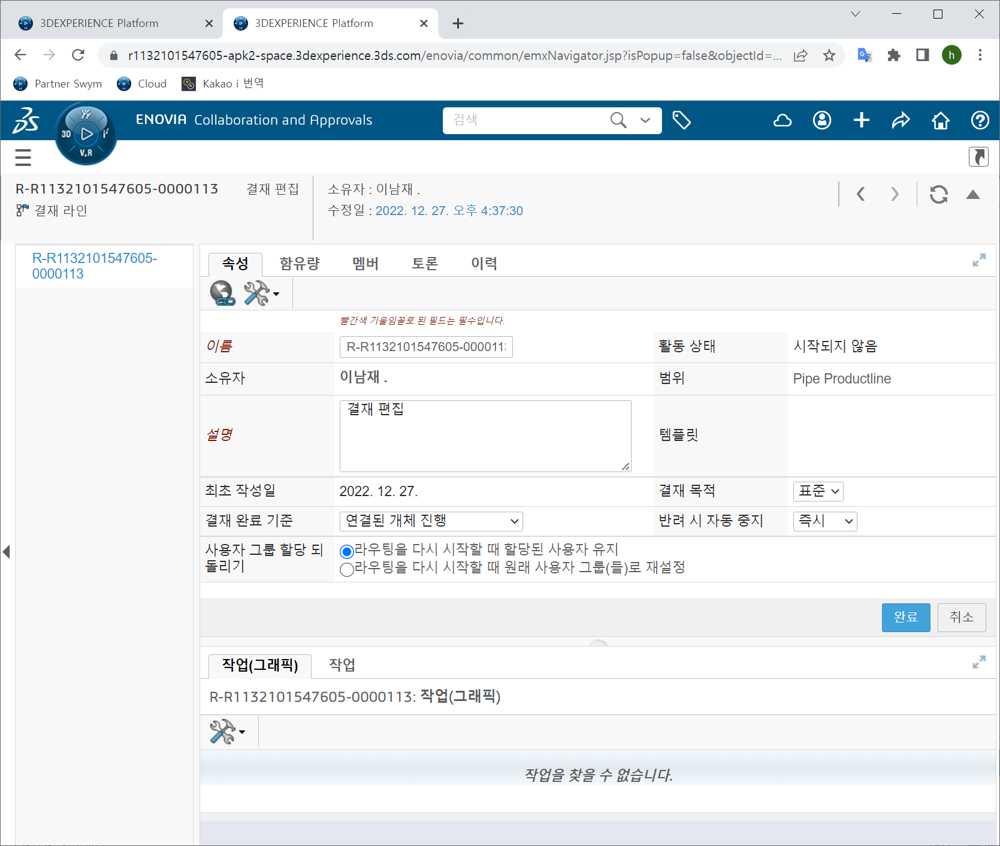 3DEXPERIENCE Platform
3DEXPERIENCE Platform
r1132101547605-apk2-space.3dexperience.3ds.com/enovia/common/emxNavigator.jsp?isPopup=false&objectId=...
h
Partner Swym
Cloud
Kakao i 번역
3D
V.R
ENOVIA Collaboration and Approvals
검색
R-R1132101547605-0000113
결재 편집
결재 라인
소유자 : 이남재 .
수정일 : 2022. 12. 27. 오후 4:37:30
R-R1132101547605-
0000113
속성
함유량
멤버
토론
이력
빨간색 기울임꼴로 된 필드는 필수입니다.
이름
R-R1132101547605-0000113
활동 상태
시작되지 않음
소유자
이남재 .
범위
Pipe Productline
설명
결재 편집
템플릿
최초 작성일
2022. 12. 27.
결재 목적
표준
결재 완료 기준
연결된 개체 진행
반려 시 자동 중지
즉시
사용자 그룹 할당 되
돌리기
라우팅을 다시 시작할 때 할당된 사용자 유지
라우팅을 다시 시작할 때 원래 사용자 그룹(들)로 재설정
완료
취소
작업(그래픽)
작업
R-R1132101547605-0000113: 작업(그래픽)
작업을 찾을 수 없습니다.